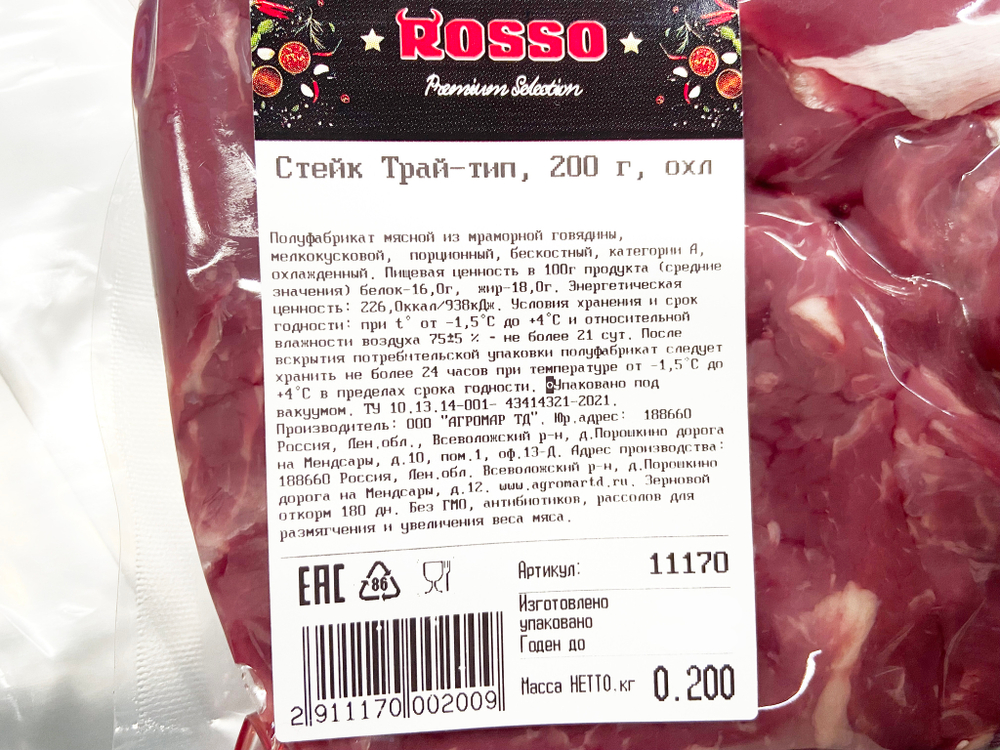 ROSSO
Premium Selection
Стейк Трай-тип, 200 г, охл
Полуфабрикат мясной из мраморной говядины,
мелкокусковой, порционный, бескостный, категории А,
охлажденный. Пищевая ценность в 100г продукта (средние
значения) белок-16,0г, жир-18,0г. Энергетическая
ценность: 226,0ккал/938кДж. Условия хранения и срок
годности: при t° от -1,5°С до +4°С и относительной
влажности воздуха 75±5 % - не более 21 сут. После
вскрытия потребительской упаковки полуфабрикат следует
хранить не более 24 часов при температуре от -1,5°С до
+4°С в пределах срока годности. Упаковано под
вакуумом. ТУ 10.13.14-001- 43414321-2021.
Производитель: ООО "АГРОМАР ТД". Юр.адрес: 188660
Россия, Лен.обл., Всеволожский р-н, д.Порошкино дорога
на Мендсары, д.10, пом.1, оф.13-Д. Адрес производства:
188660 Россия, Лен.обл. Всеволожский р-н, д.Порошкино
дорога на Мендсары, д.12. www.agromartd.ru. Зерновой
откорм 180 дн. Без ГМО, антибиотиков, рассолов для
размягчения и увеличения веса мяса.
EAC 86 Артикул: 11170
Изготовлено
упаковано
Годен до
Масса НЕТТО.кг 0.200
2 911170 002009